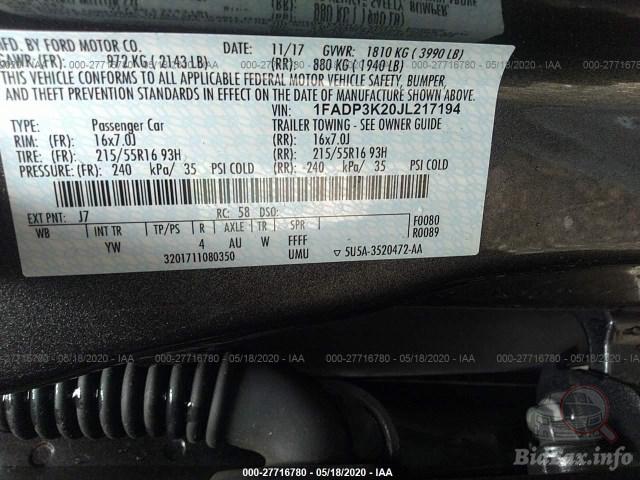 MFD. BY FORD MOTOR CO. DATE: 11/17 GVWR: 1810 KG ( 3990 LB)
GAWR: (FR): 972 KG ( 2143 LB) (RR): 880 KG ( 1940 LB)
THIS VEHICLE CONFORMS TO ALL APPLICABLE FEDERAL MOTOR VEHICLE SAFETY, BUMPER,
AND THEFT PREVENTION STANDARDS IN EFFECT ON THE DATE OF MANUFACTURE SHOWN ABOVE.
VIN: 1FADP3K20JL217194
TYPE: Passenger Car TRAILER TOWING - SEE OWNER GUIDE
RIM: (FR): 16x7.0J (RR): 16x7.0J
TIRE: (FR): 215/55R16 93H (RR): 215/55R16 93H
PRESSURE: (FR): 240 kPa/ 35 PSI COLD (RR): 240 kPa/ 35 PSI COLD
EXT PNT: J7 RC: 58 DSO: F0080
WB INT TR TP/PS R AXLE TR SPR R0089
YW 4 AU W FFFF
3201711080350 UMU 5U5A-3520472-AA
000-27716780 - 05/18/2020 - IAA
BidFax.info
000-27716780 - 05/18/2020 - IAA